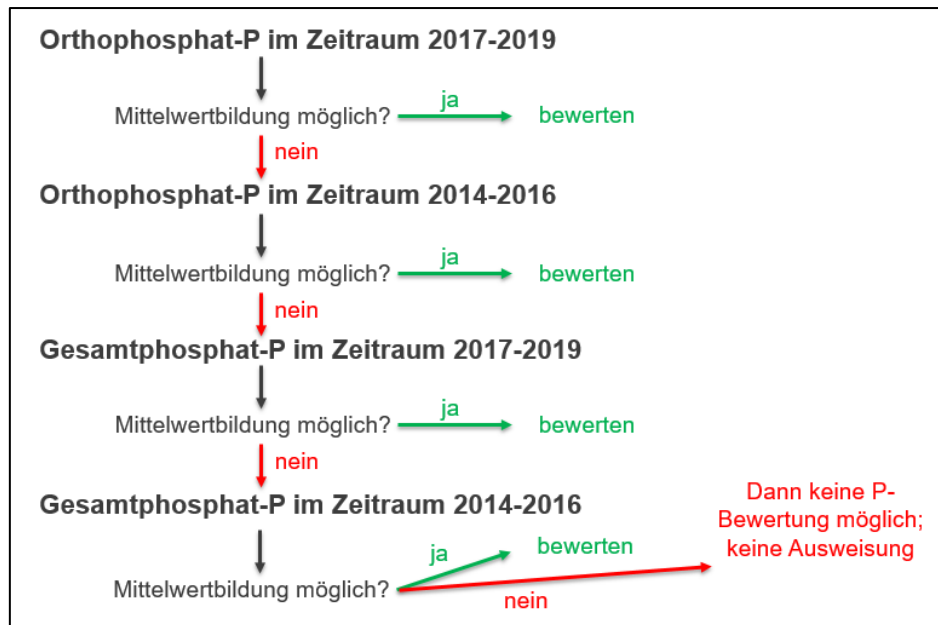 Orthophosphat-P im Zeitraum 2017-2019
Mittelwertbildung möglich?
ja
bewerten
nein
Orthophosphat-P im Zeitraum 2014-2016
Mittelwertbildung möglich?
ja
bewerten
nein
Gesamtphosphat-P im Zeitraum 2017-2019
Mittelwertbildung möglich?
ja
bewerten
nein
Gesamtphosphat-P im Zeitraum 2014-2016
Mittelwertbildung möglich?
ja
bewerten
nein
Dann keine P-
Bewertung möglich;
keine Ausweisung